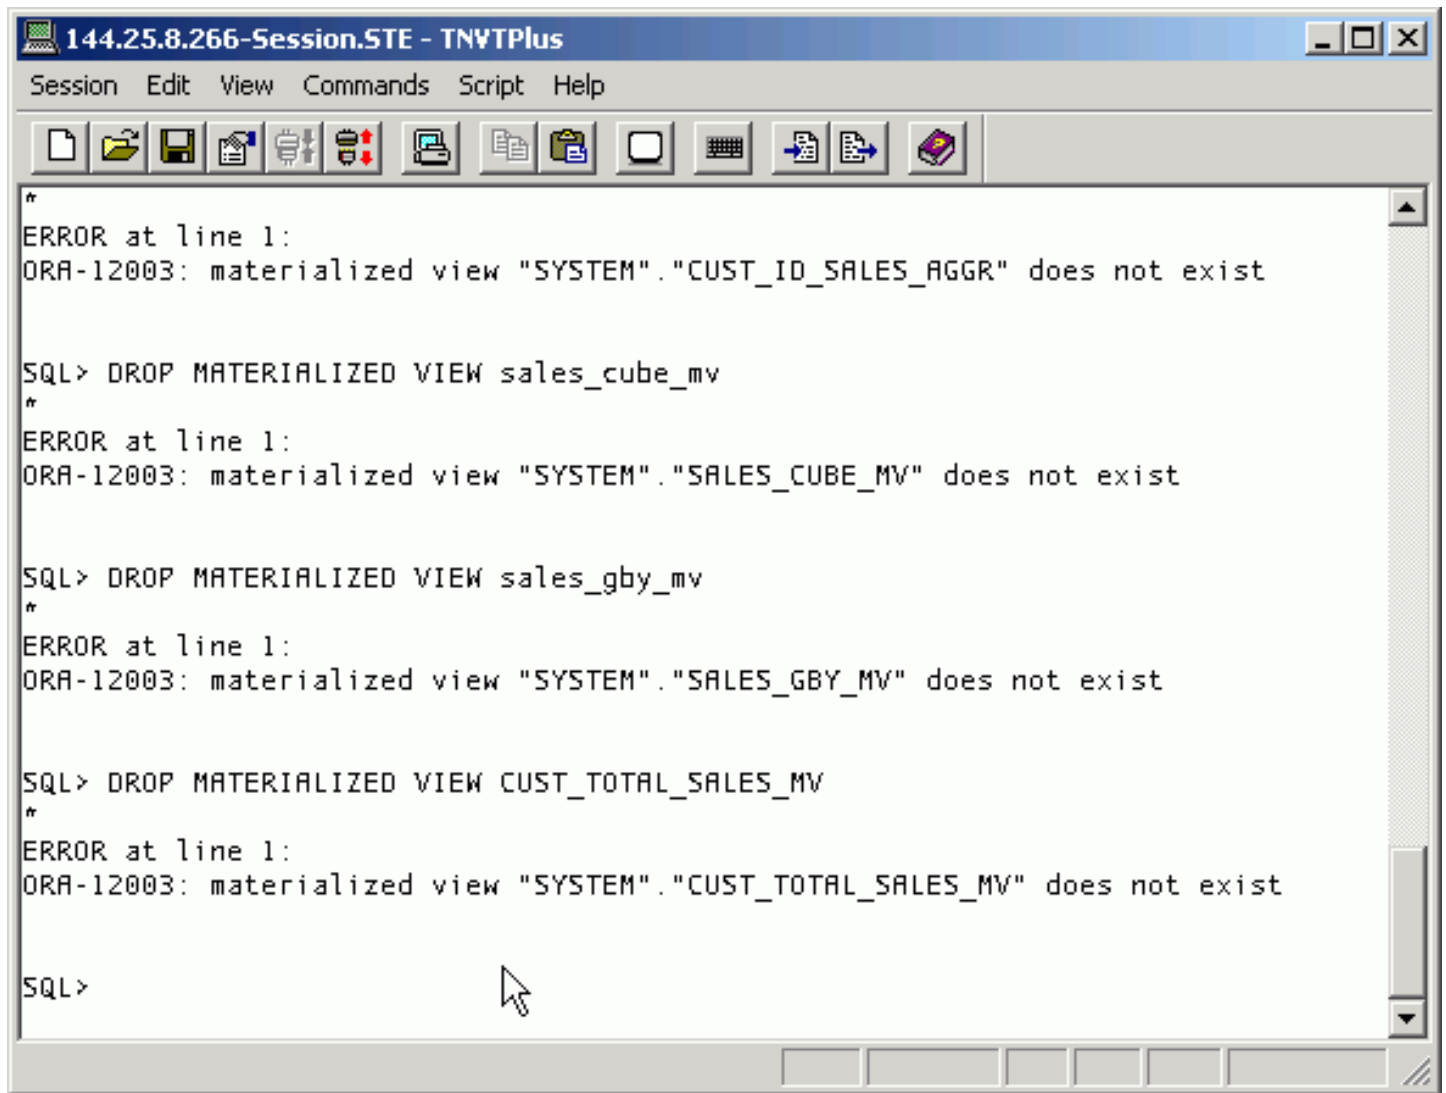 144.25.8.266-Session.STE - TNVTPlus
Session Edit View Commands Script Help
*
ERROR at line 1:
ORA-12003: materialized view "SYSTEM"."CUST_ID_SALES_AGGR" does not exist
SQL> DROP MATERIALIZED VIEW sales_cube_mv
*
ERROR at line 1:
ORA-12003: materialized view "SYSTEM"."SALES_CUBE_MV" does not exist
SQL> DROP MATERIALIZED VIEW sales_gby_mv
*
ERROR at line 1:
ORA-12003: materialized view "SYSTEM"."SALES_GBY_MV" does not exist
SQL> DROP MATERIALIZED VIEW CUST_TOTAL_SALES_MV
*
ERROR at line 1:
ORA-12003: materialized view "SYSTEM"."CUST_TOTAL_SALES_MV" does not exist
SQL>